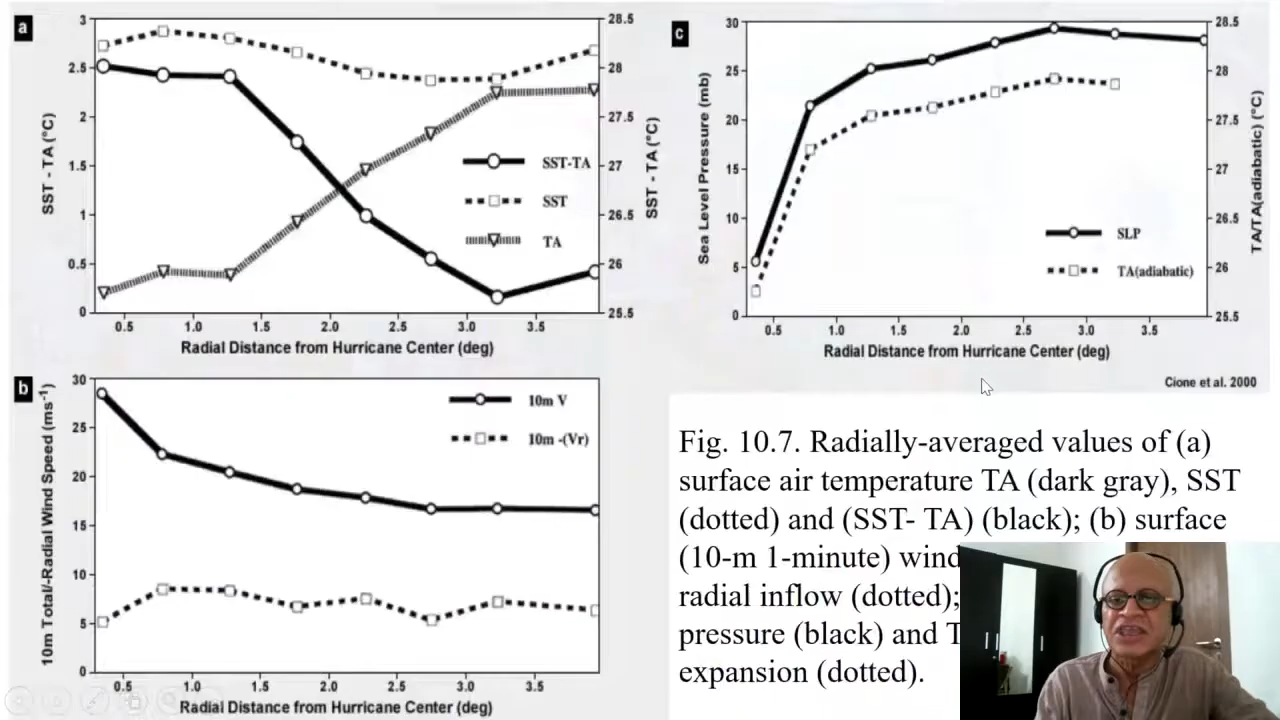 a
3
2.5
2
1.5
1
0.5
0
SST - TA (°C)
28.5
28
27.5
27
26.5
26
25.5
SST - TA (°C)
SST-TA
SST
TA
0.5 1.0 1.5 2.0 2.5 3.0 3.5
Radial Distance from Hurricane Center (deg)
c
30
25
20
15
10
5
0
Sea Level Pressure (mb)
28.5
28
27.5
27
26.5
26
25.5
TA/TA(adiabatic) (°C)
SLP
TA(adiabatic)
0.5 1.0 1.5 2.0 2.5 3.0 3.5
Radial Distance from Hurricane Center (deg)
Cione et al. 2000
b
30
25
20
15
10
5
0
10m Total/-Radial Wind Speed (ms-1)
10m V
10m -(Vr)
0.5 1.0 1.5 2.0 2.5 3.0 3.5
Radial Distance from Hurricane Center (deg)
Fig. 10.7. Radially-averaged values of (a)
surface air temperature TA (dark gray), SST
(dotted) and (SST- TA) (black); (b) surface
(10-m 1-minute) wind
radial inflow (dotted);
pressure (black) and T
expansion (dotted).